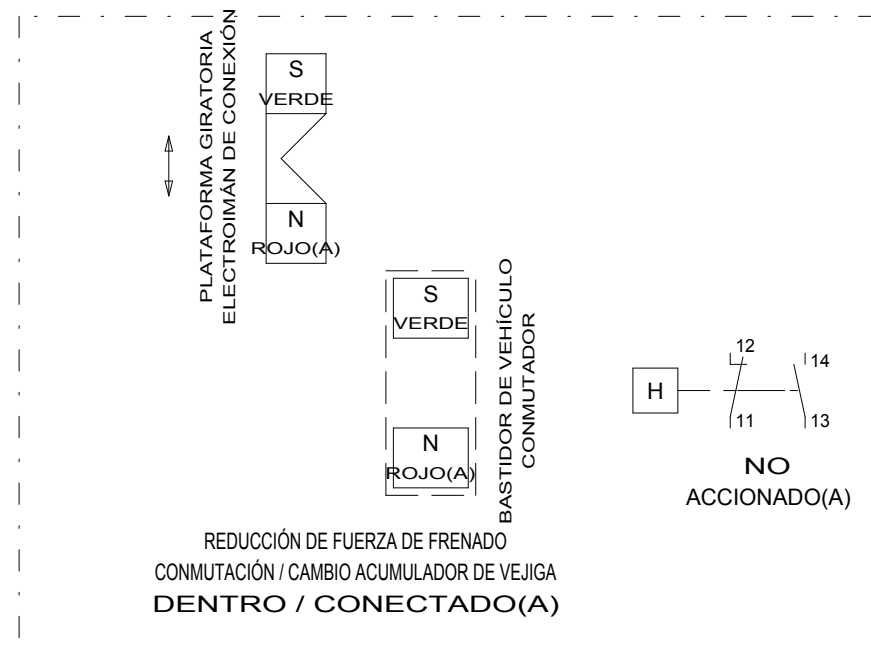 PLATAFORMA GIRATORIA
ELECTROIMÁN DE CONEXIÓN
S
VERDE
N
ROJO(A)
S
VERDE
N
ROJO(A)
BASTIDOR DE VEHÍCULO
CONMUTADOR
H
12
14
11
13
NO
ACCIONADO(A)
REDUCCIÓN DE FUERZA DE FRENADO
CONMUTACIÓN / CAMBIO ACUMULADOR DE VEJIGA
DENTRO / CONECTADO(A)